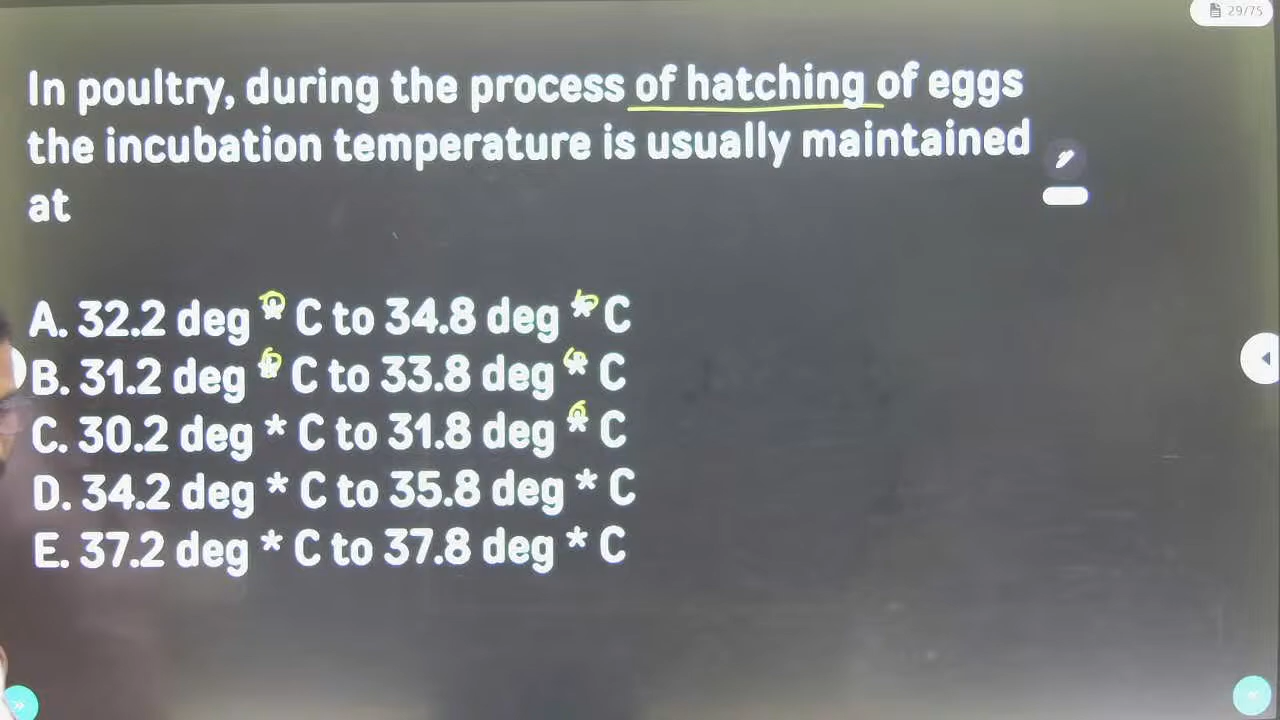 29/75
In poultry, during the process of hatching of eggs
the incubation temperature is usually maintained
at
A. 32.2 deg * C to 34.8 deg * C
B. 31.2 deg * C to 33.8 deg * C
C. 30.2 deg * C to 31.8 deg * C
D. 34.2 deg * C to 35.8 deg * C
E. 37.2 deg * C to 37.8 deg * C